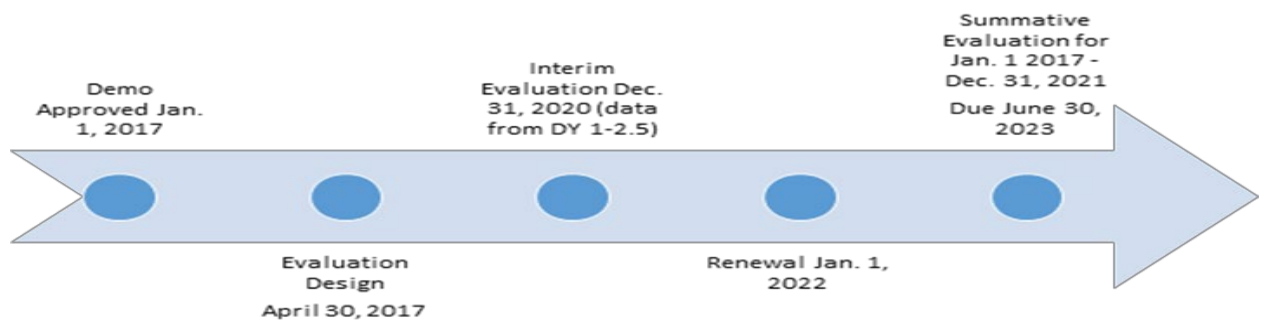 Demo
Approved Jan.
1, 2017
Evaluation
Design
April 30, 2017
Interim
Evaluation Dec.
31, 2020 (data
from DY 1-2.5)
Renewal Jan. 1,
2022
Summative
Evaluation for
Jan. 1 2017 -
Dec. 31, 2021
Due June 30,
2023